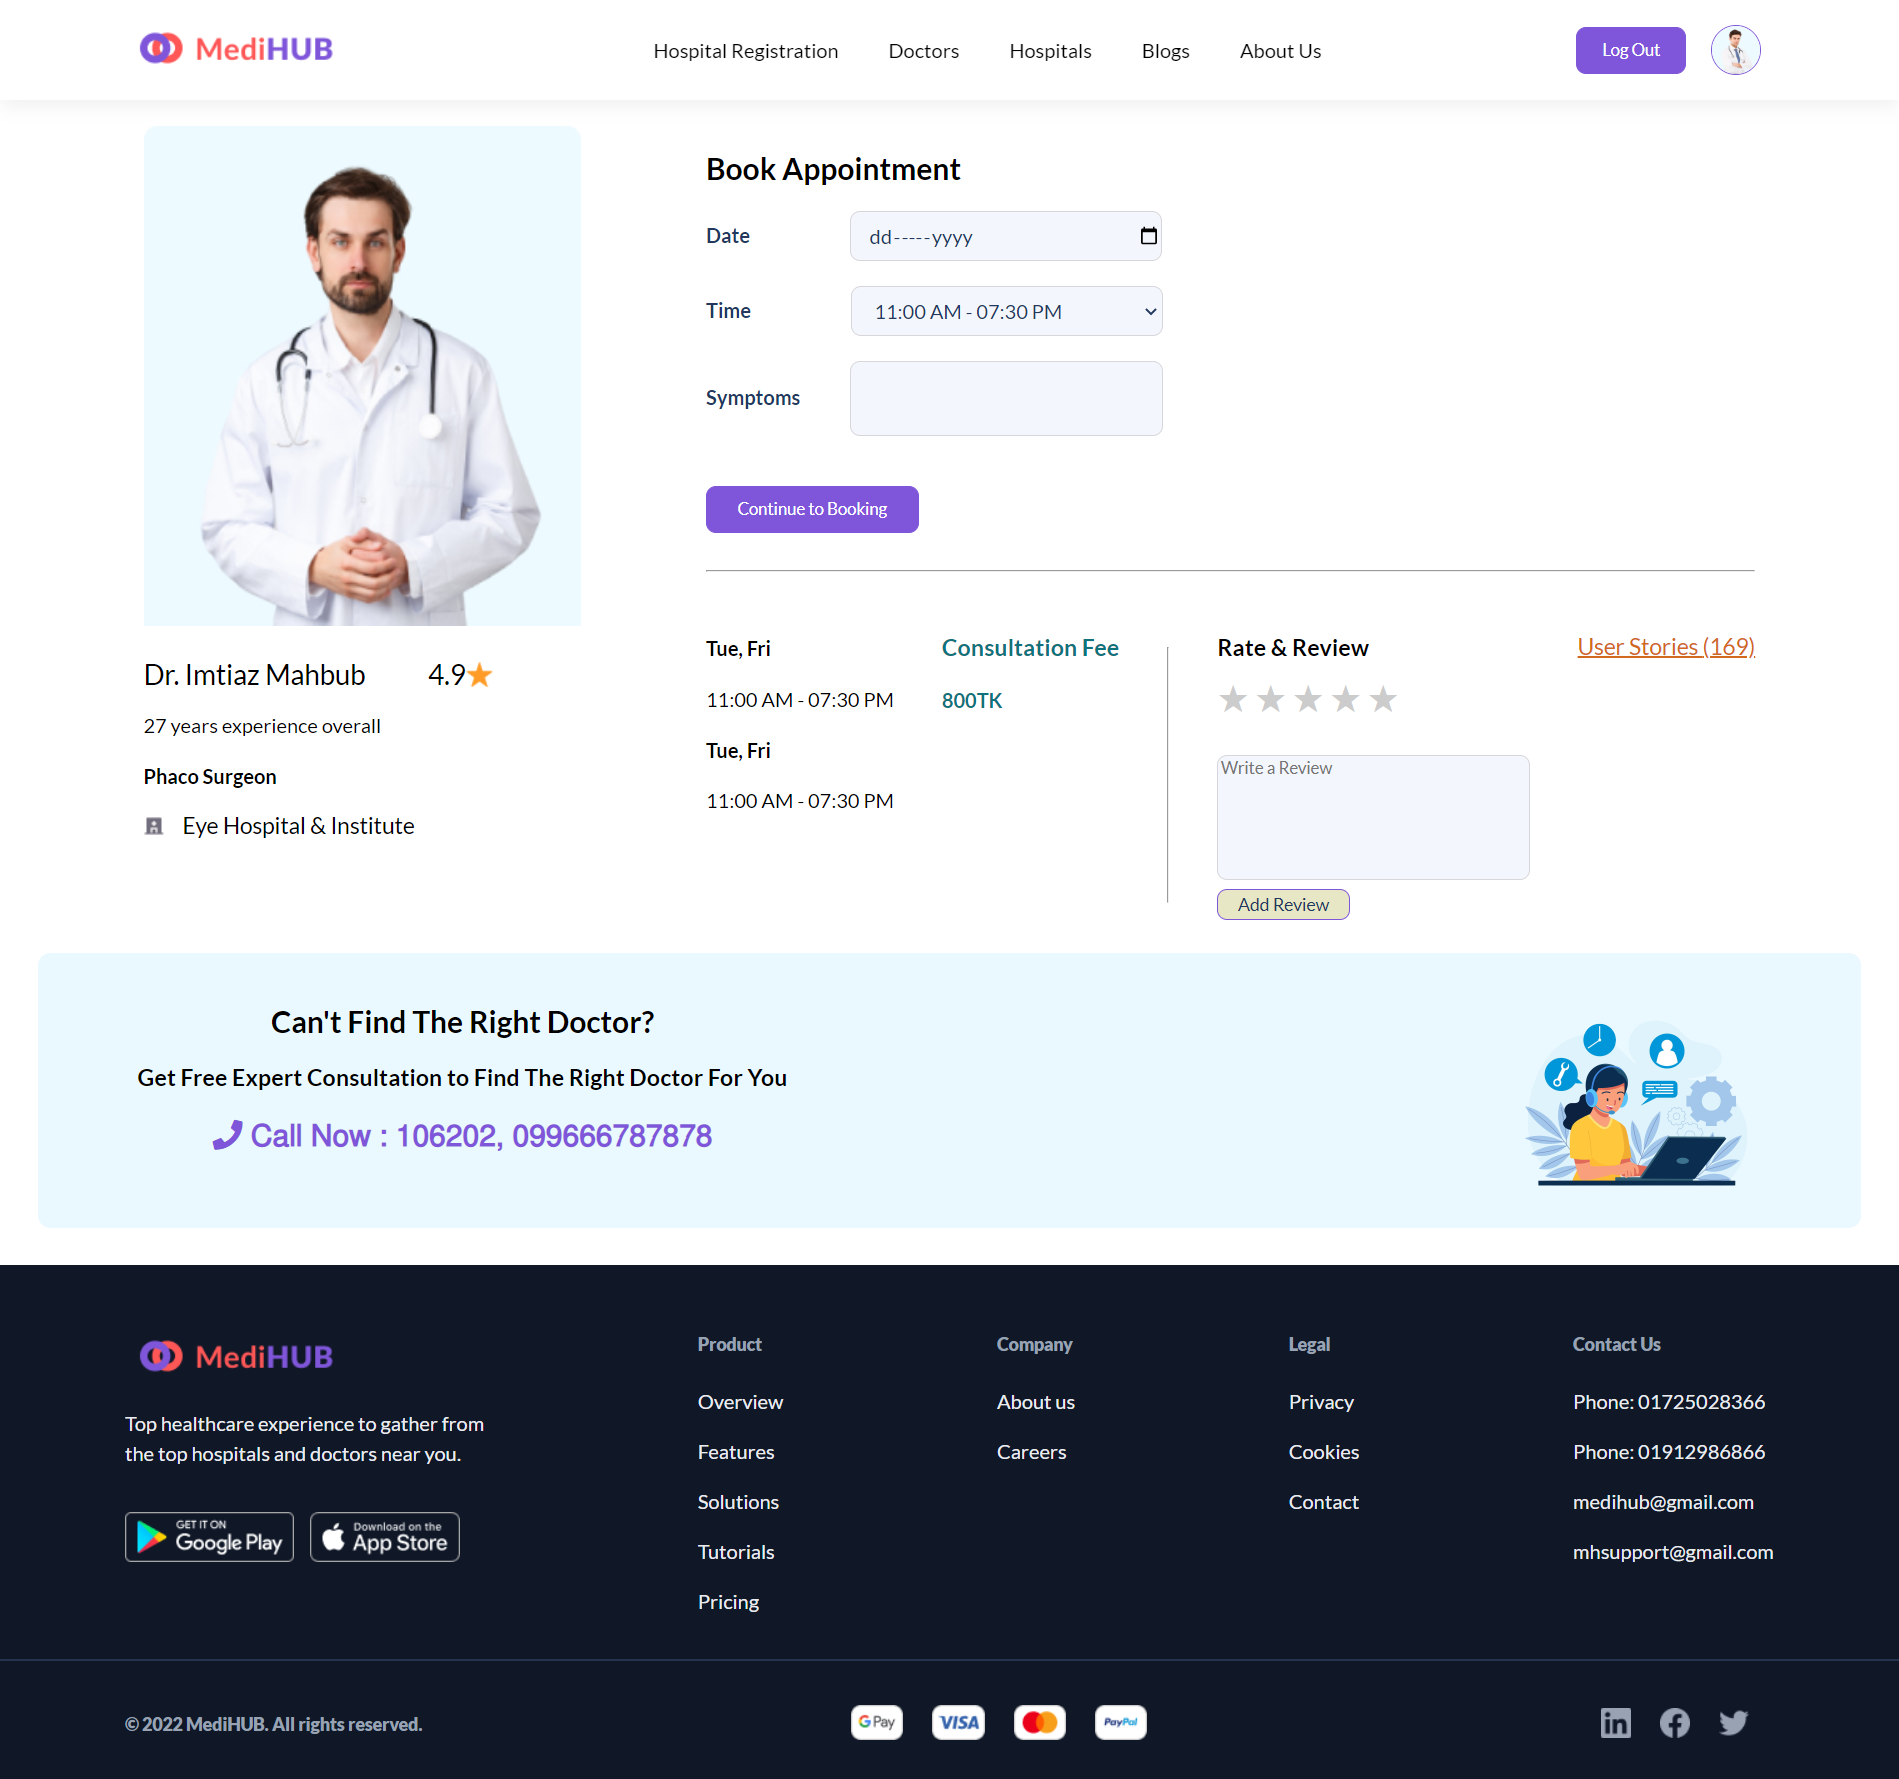 MediHUB
Hospital Registration
Doctors
Hospitals
Blogs
About Us
Log Out
Book Appointment
Date
dd-----yyyy
Time
11:00 AM - 07:30 PM
Symptoms
Continue to Booking
Dr. Imtiaz Mahbub
4.9
27 years experience overall
Phaco Surgeon
Eye Hospital & Institute
Tue, Fri
11:00 AM - 07:30 PM
Tue, Fri
11:00 AM - 07:30 PM
Consultation Fee
800TK
Rate & Review
User Stories (169)
Write a Review
Add Review
Can't Find The Right Doctor?
Get Free Expert Consultation to Find The Right Doctor For You
Call Now : 106202, 099666787878
MediHUB
Top healthcare experience to gather from
the top hospitals and doctors near you.
GET IT ON
Google Play
Download on the
App Store
Product
Overview
Features
Solutions
Tutorials
Pricing
Company
About us
Careers
Legal
Privacy
Cookies
Contact
Contact Us
Phone: 01725028366
Phone: 01912986866
medihub@gmail.com
mhsupport@gmail.com
© 2022 MediHUB. All rights reserved.
G Pay
VISA
PayPal
in